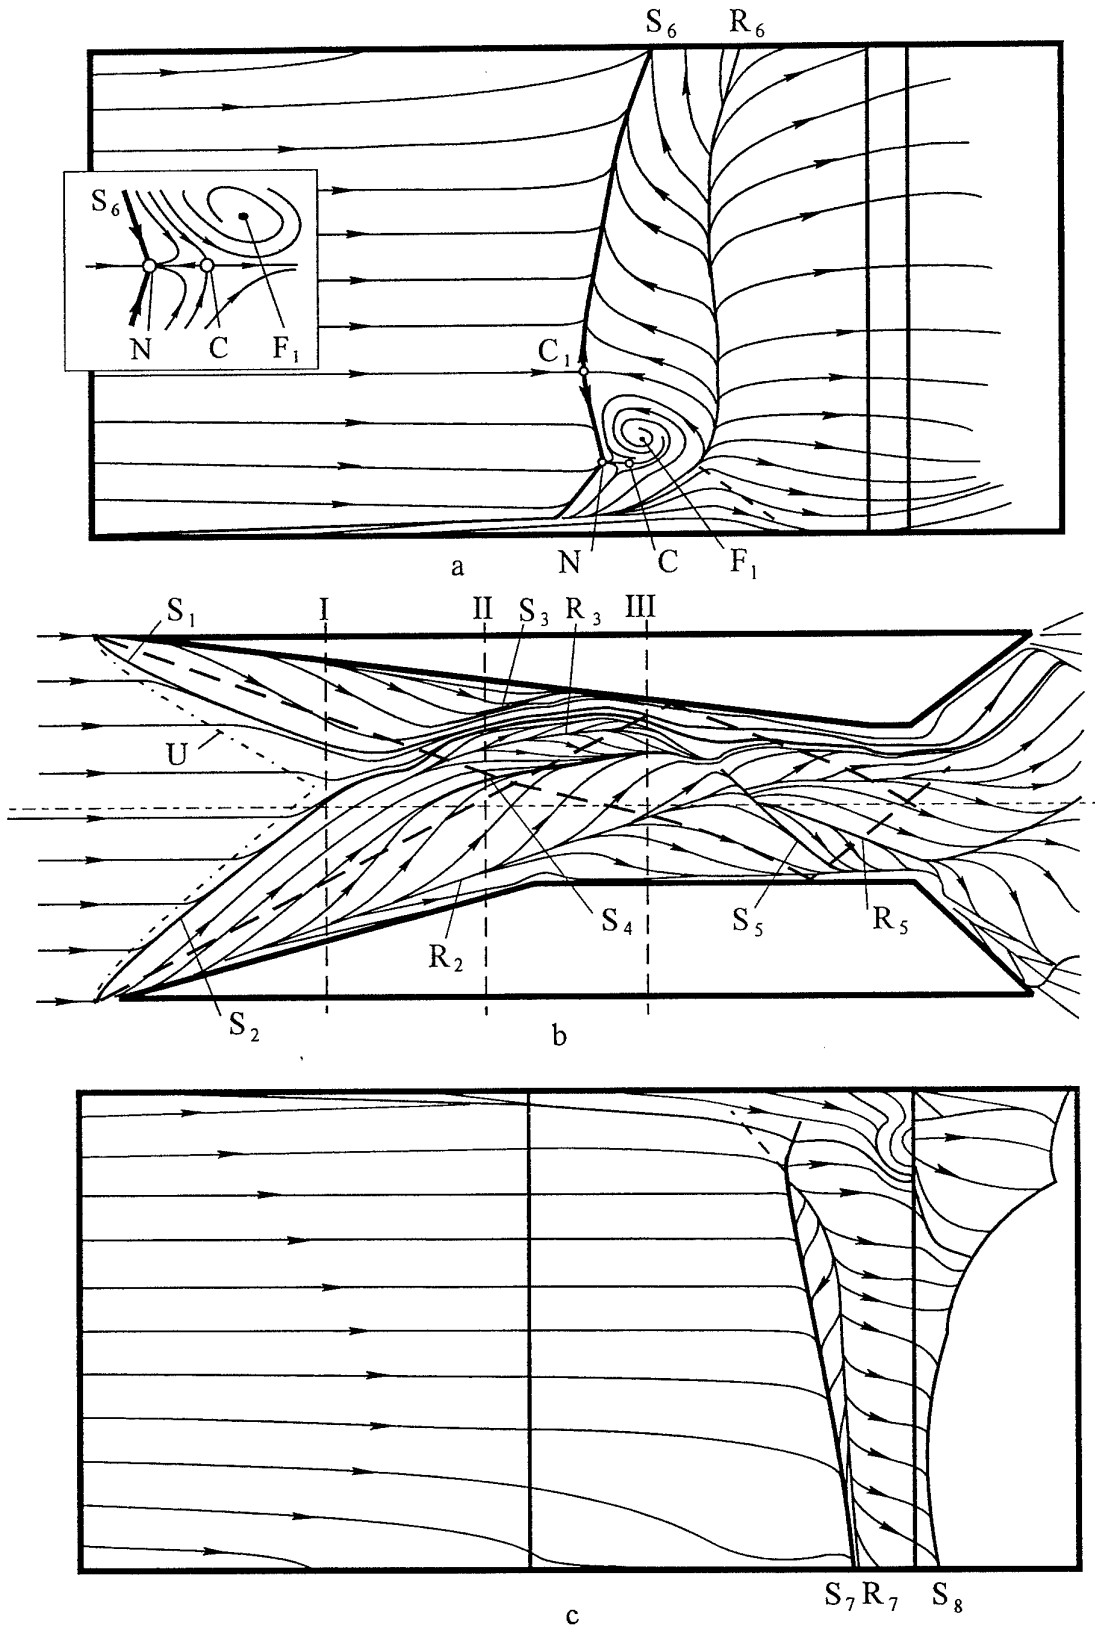 S₆ R₆
S₆
N C F₁
C₁
N C F₁
a
S₁ I II S₃ R₃ III
U
R₂ S₄ S₅ R₅
S₂
b
S₇ R₇ S₈
c